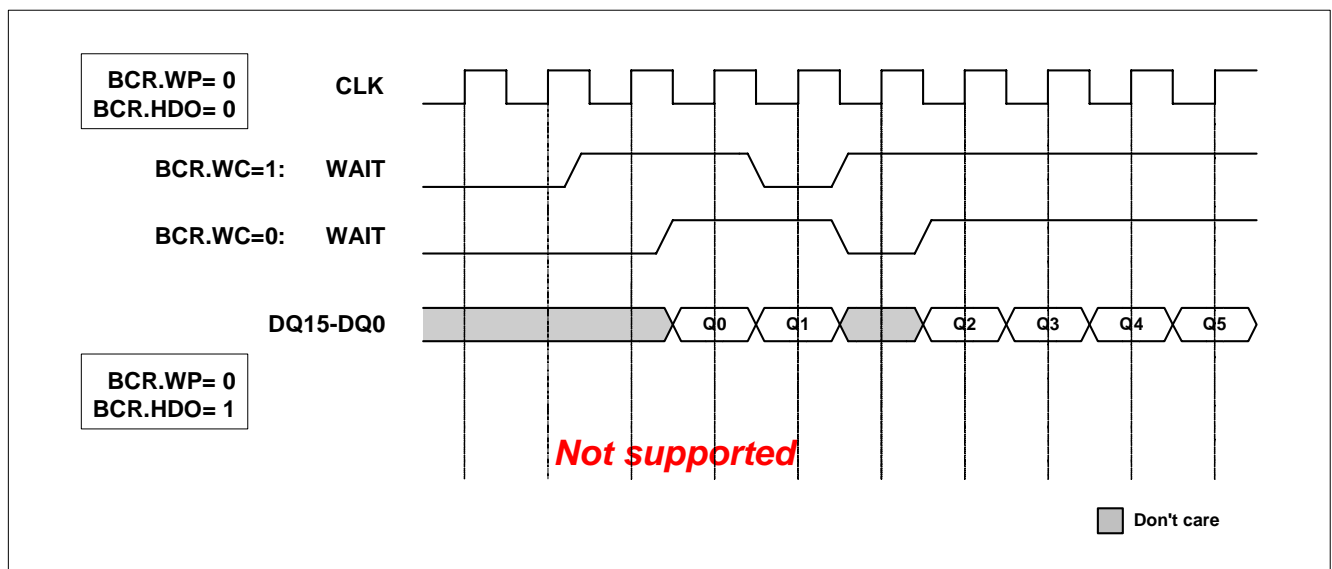 BCR.WP= 0
BCR.HDO= 0
CLK
BCR.WC=1: WAIT
BCR.WC=0: WAIT
DQ15-DQ0
Q0 Q1 Q2 Q3 Q4 Q5
BCR.WP= 0
BCR.HDO= 1
Not supported
Don't care